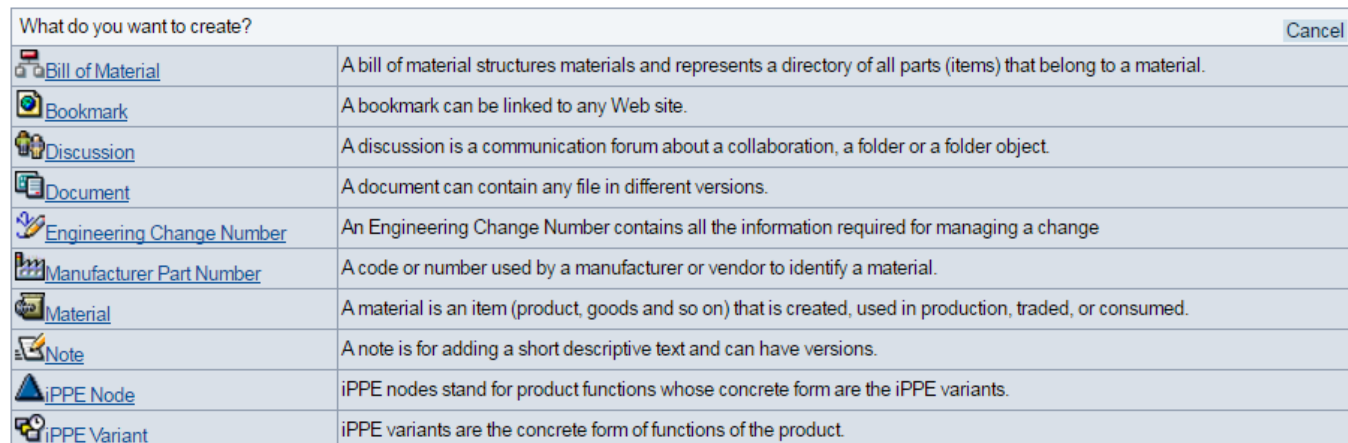 What do you want to create?
Cancel
Bill of Material A bill of material structures materials and represents a directory of all parts (items) that belong to a material.
Bookmark A bookmark can be linked to any Web site.
Discussion A discussion is a communication forum about a collaboration, a folder or a folder object.
Document A document can contain any file in different versions.
Engineering Change Number An Engineering Change Number contains all the information required for managing a change
Manufacturer Part Number A code or number used by a manufacturer or vendor to identify a material.
Material A material is an item (product, goods and so on) that is created, used in production, traded, or consumed.
Note A note is for adding a short descriptive text and can have versions.
iPPE Node iPPE nodes stand for product functions whose concrete form are the iPPE variants.
iPPE Variant iPPE variants are the concrete form of functions of the product.